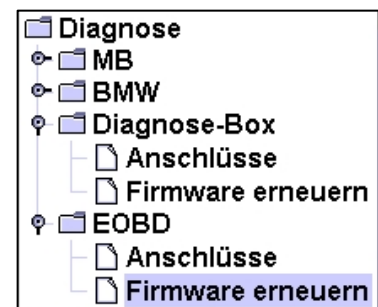 Diagnose
MB
BMW
Diagnose-Box
Anschlüsse
Firmware erneuern
EOBD
Anschlüsse
Firmware erneuern